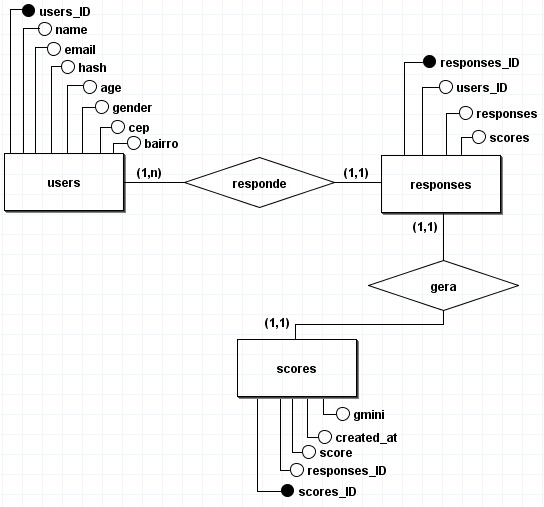 users_ID
name
email
hash
age
gender
cep
bairro
users
(1,n)
responde
(1,1)
responses_ID
users_ID
responses
scores
responses
(1,1)
gera
(1,1)
scores
gmini
created_at
score
responses_ID
scores_ID